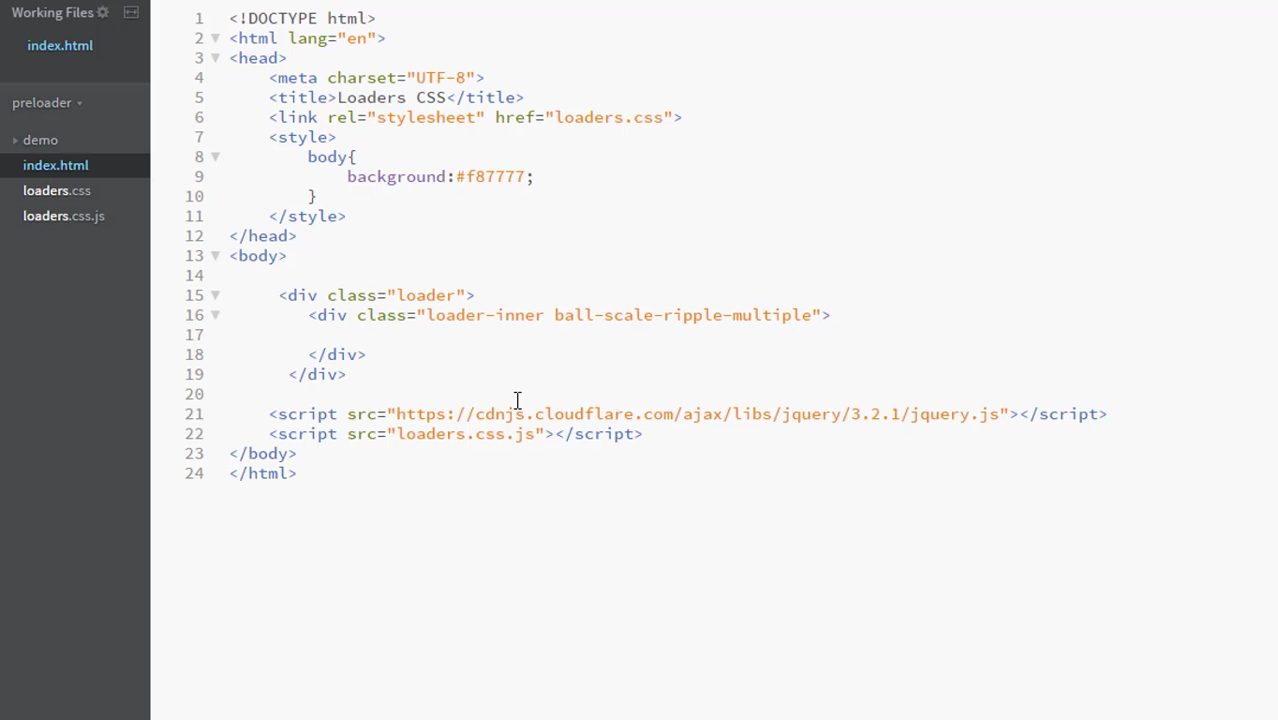 Working Files
index.html
preloader
demo
index.html
loaders.css
loaders.css.js
1 <!DOCTYPE html>
2 <html lang="en">
3 <head>
4 <meta charset="UTF-8">
5 <title>Loaders CSS</title>
6 <link rel="stylesheet" href="loaders.css">
7 <style>
8 body{
9 background:#f87777;
10 }
11 </style>
12 </head>
13 <body>
14
15 <div class="loader">
16 <div class="loader-inner ball-scale-ripple-multiple">
17
18 </div>
19 </div>
20
21 <script src="https://cdnjs.cloudflare.com/ajax/libs/jquery/3.2.1/jquery.js"></script>
22 <script src="loaders.css.js"></script>
23 </body>
24 </html>